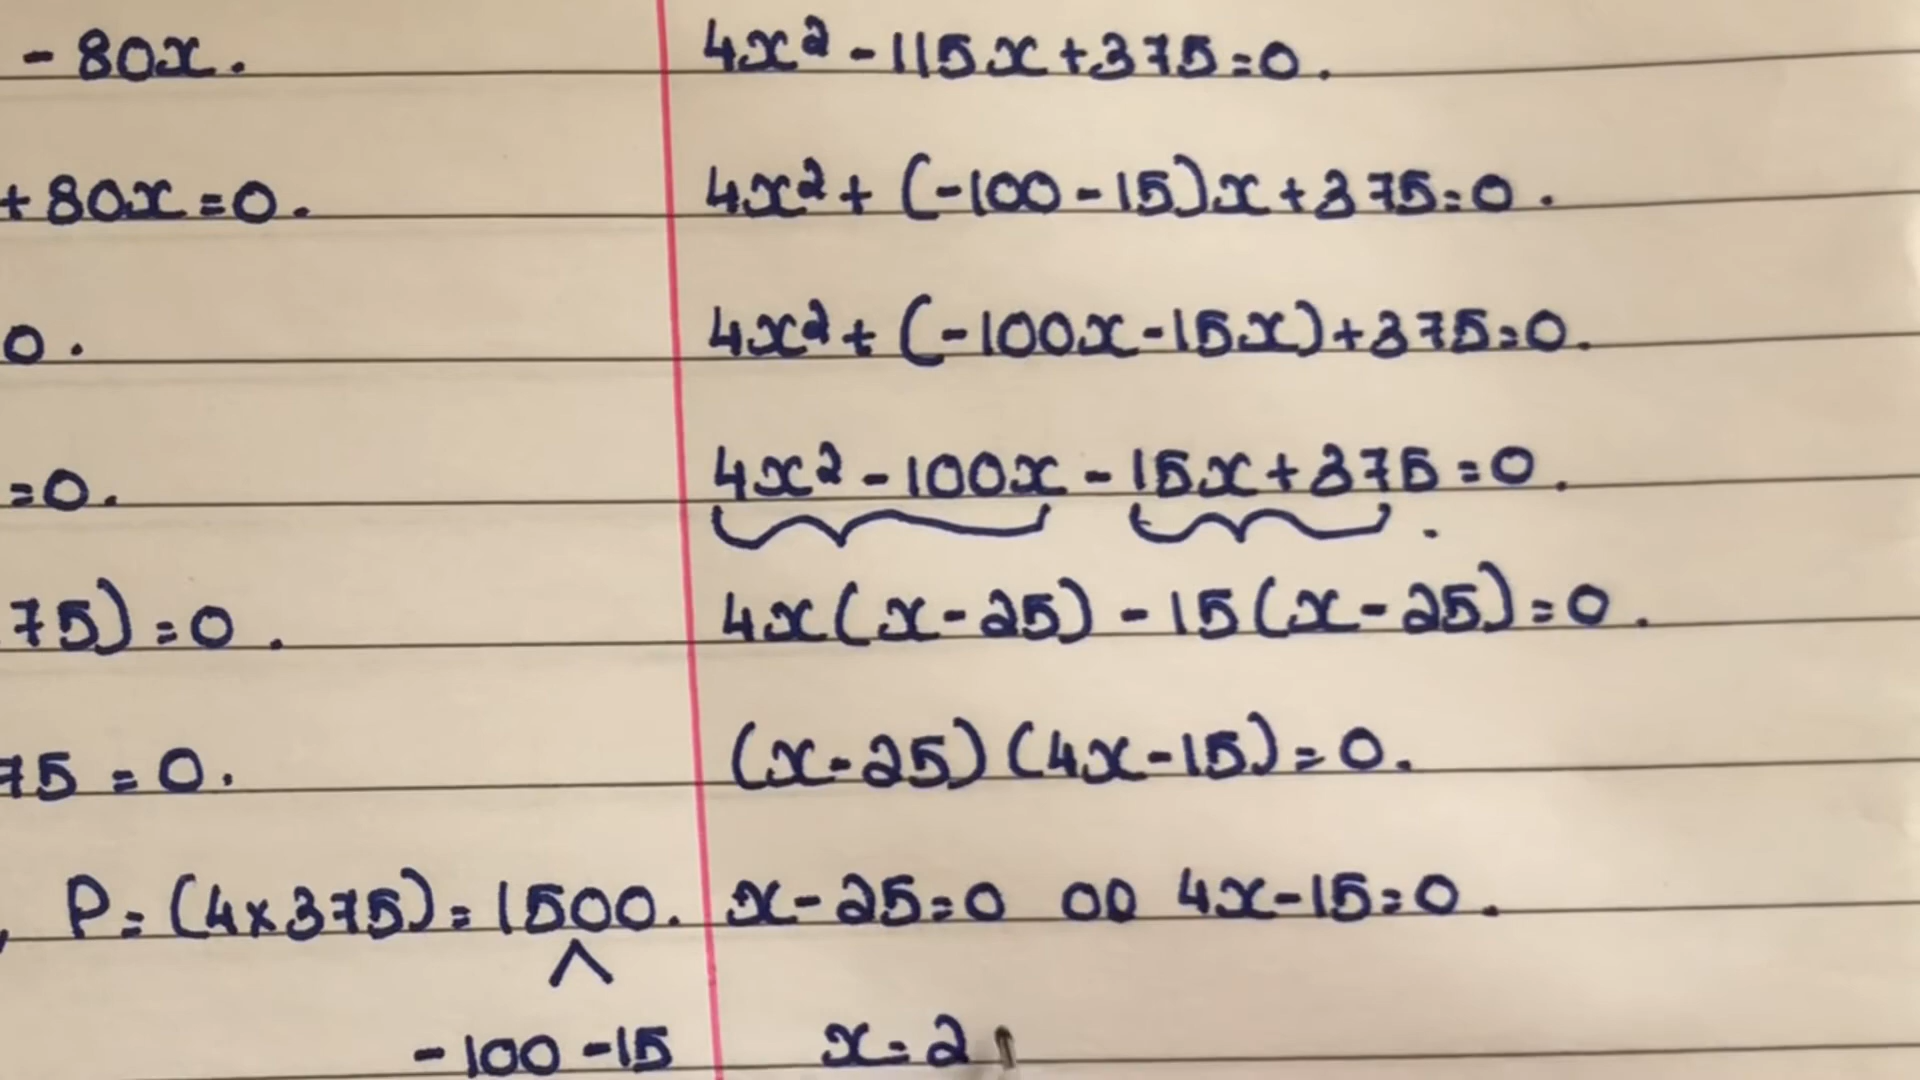 - 80x.
+ 80x = 0.
0.
= 0.
75) = 0.
75 = 0.
, P = (4×375) = 1500.
-100 -15
4x² - 115x + 375 = 0.
4x² + (-100 - 15)x + 375 = 0.
4x² + (-100x - 15x) + 375 = 0.
4x² - 100x - 15x + 375 = 0.
4x(x - 25) - 15(x - 25) = 0.
(x - 25) (4x - 15) = 0.
x - 25 = 0 or 4x - 15 = 0.
x = 2